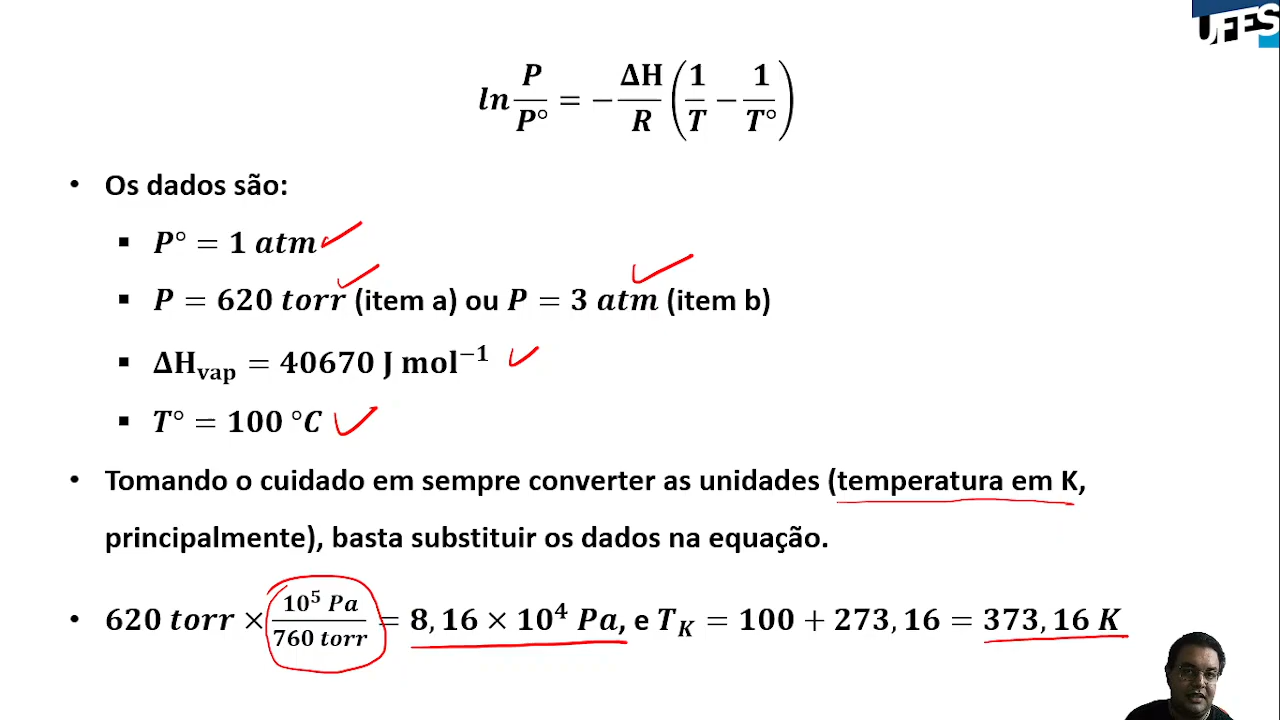 UFES
ln P/P° = −ΔH/R (1/T − 1/T°)
• Os dados são:
▪ P° = 1 atm
▪ P = 620 torr (item a) ou P = 3 atm (item b)
▪ ΔH_vap = 40670 J mol⁻¹
▪ T° = 100 °C
• Tomando o cuidado em sempre converter as unidades (temperatura em K,
principalmente), basta substituir os dados na equação.
• 620 torr × 10⁵ Pa/760 torr = 8,16 × 10⁴ Pa, e T_K = 100 + 273,16 = 373,16 K